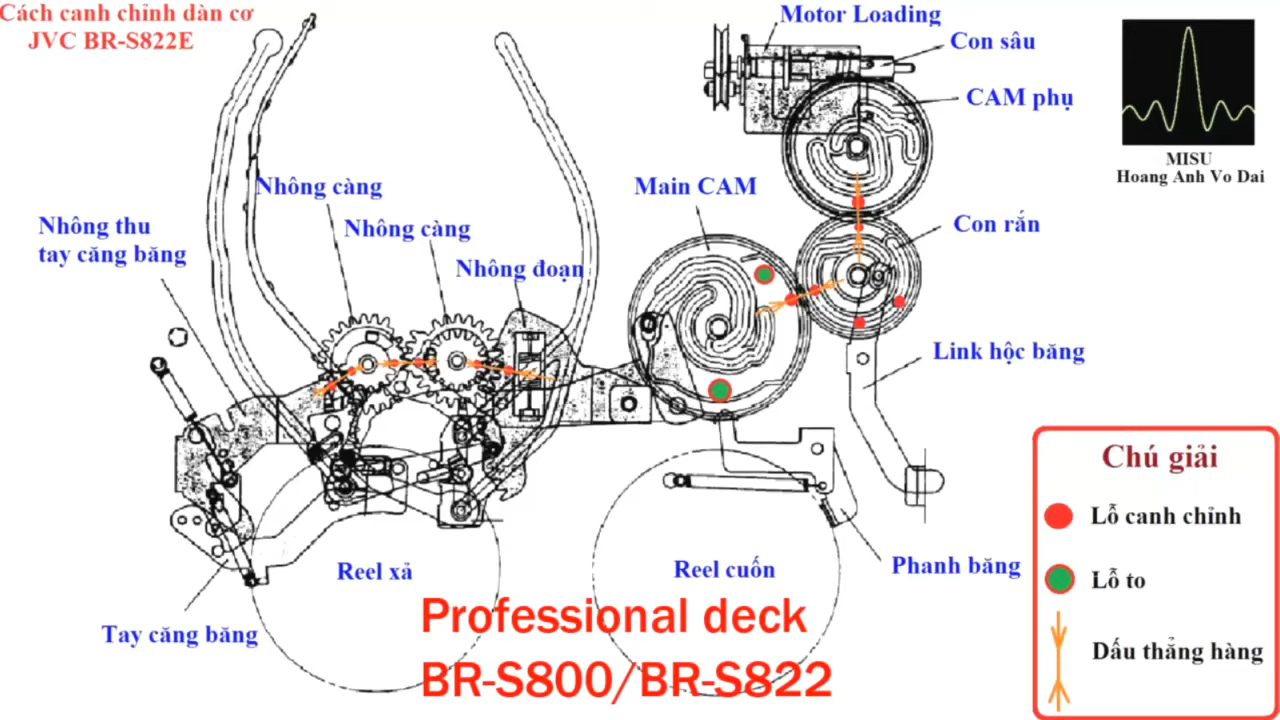 Cách canh chỉnh dàn cơ
JVC BR-S822E
Motor Loading
Con sâu
CAM phụ
MISU
Hoang Anh Vo Dai
Nhông càng
Main CAM
Nhông thu
tay căng băng
Nhông càng
Con rắn
Nhông đoạn
Link hộc băng
Chú giải
Lỗ canh chỉnh
Lỗ to
Dấu thẳng hàng
Reel xả
Reel cuốn
Phanh băng
Tay căng băng
Professional deck
BR-S800/BR-S822